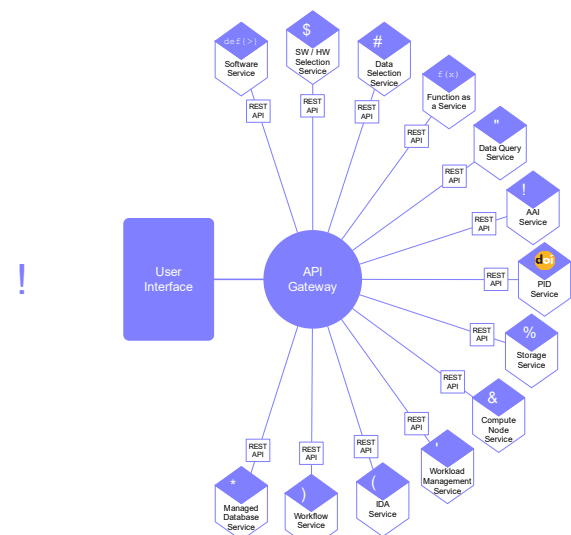 def{>}
Software
Service
REST
API
$
SW / HW
Selection
Service
REST
API
#
Data
Selection
Service
REST
API
f(x)
Function as
a Service
REST
API
"
Data Query
Service
REST
API
!
AAI
Service
REST
API
doi
PID
Service
REST
API
%
Storage
Service
REST
API
&
Compute
Node
Service
REST
API
'
Workload
Management
Service
REST
API
(
IDA
Service
REST
API
)
Workflow
Service
REST
API
*
Managed
Database
Service
REST
API
API
Gateway
User
Interface
!